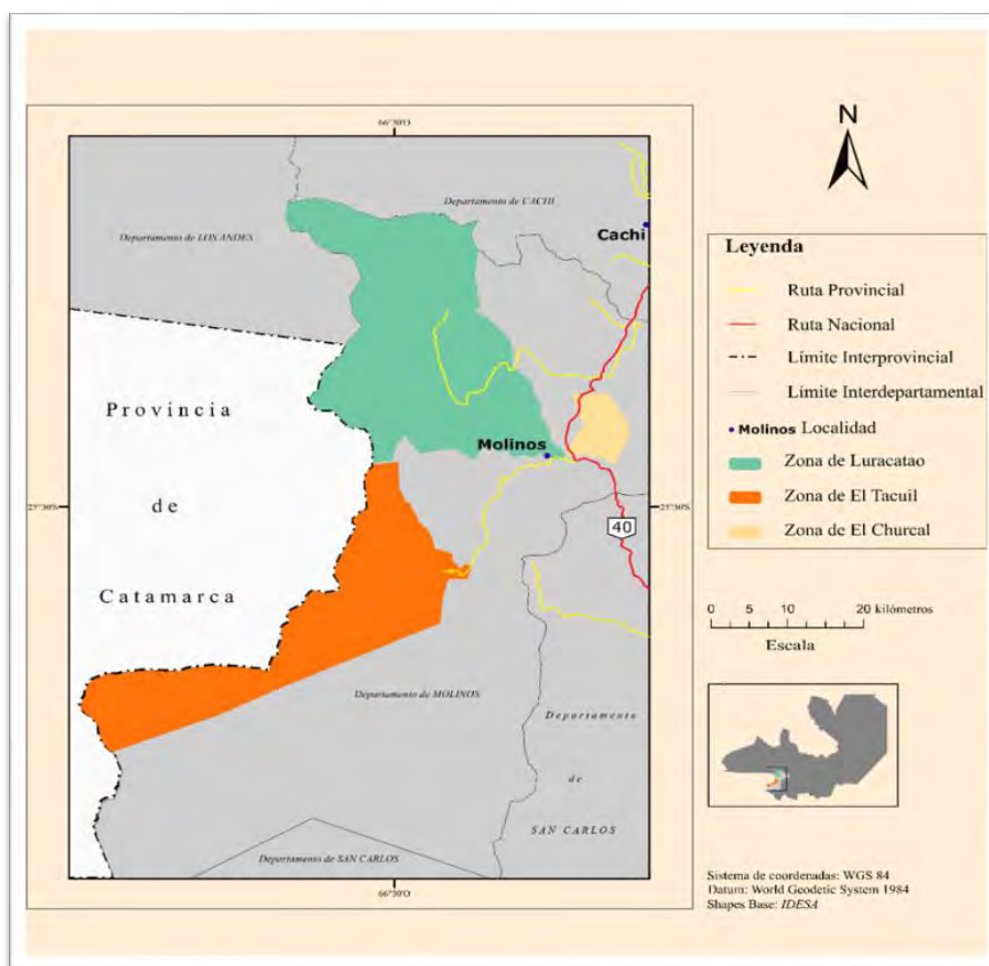 66°30'O
N
Departamento de CACHI
Departamento de LOS ANDES
Cachi
Leyenda
Ruta Provincial
Ruta Nacional
Límite Interprovincial
Límite Interdepartamental
Molinos Localidad
Zona de Luracatao
Zona de El Tacuil
Zona de El Churcal
Provincia
de
Catamarca
Molinos
25°30'S
25°30'S
40
0 5 10 20 kilómetros
Escala
Departamento de MOLINOS
Departamento
de
SAN CARLOS
Departamento de SAN CARLOS
66°30'O
Sistema de coordenadas: WGS 84
Datum: World Geodetic System 1984
Shapes Base: IDESA